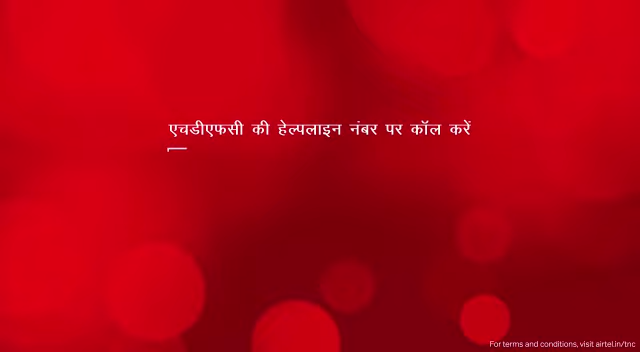 एचडीएफसी की हेल्पलाइन नंबर पर कॉल करें
For terms and conditions, visit airtel.in/tnc